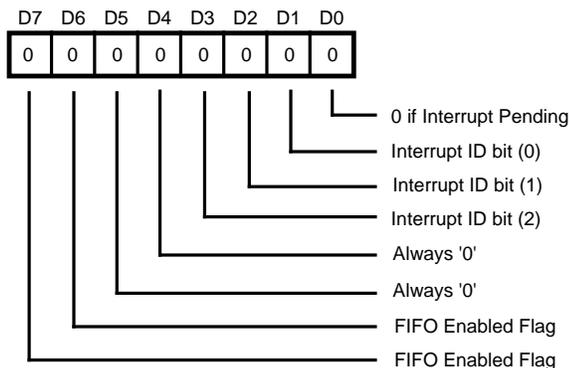 D7 D6 D5 D4 D3 D2 D1 D0
0 0 0 0 0 0 0 0
0 if Interrupt Pending
Interrupt ID bit (0)
Interrupt ID bit (1)
Interrupt ID bit (2)
Always '0'
Always '0'
FIFO Enabled Flag
FIFO Enabled Flag